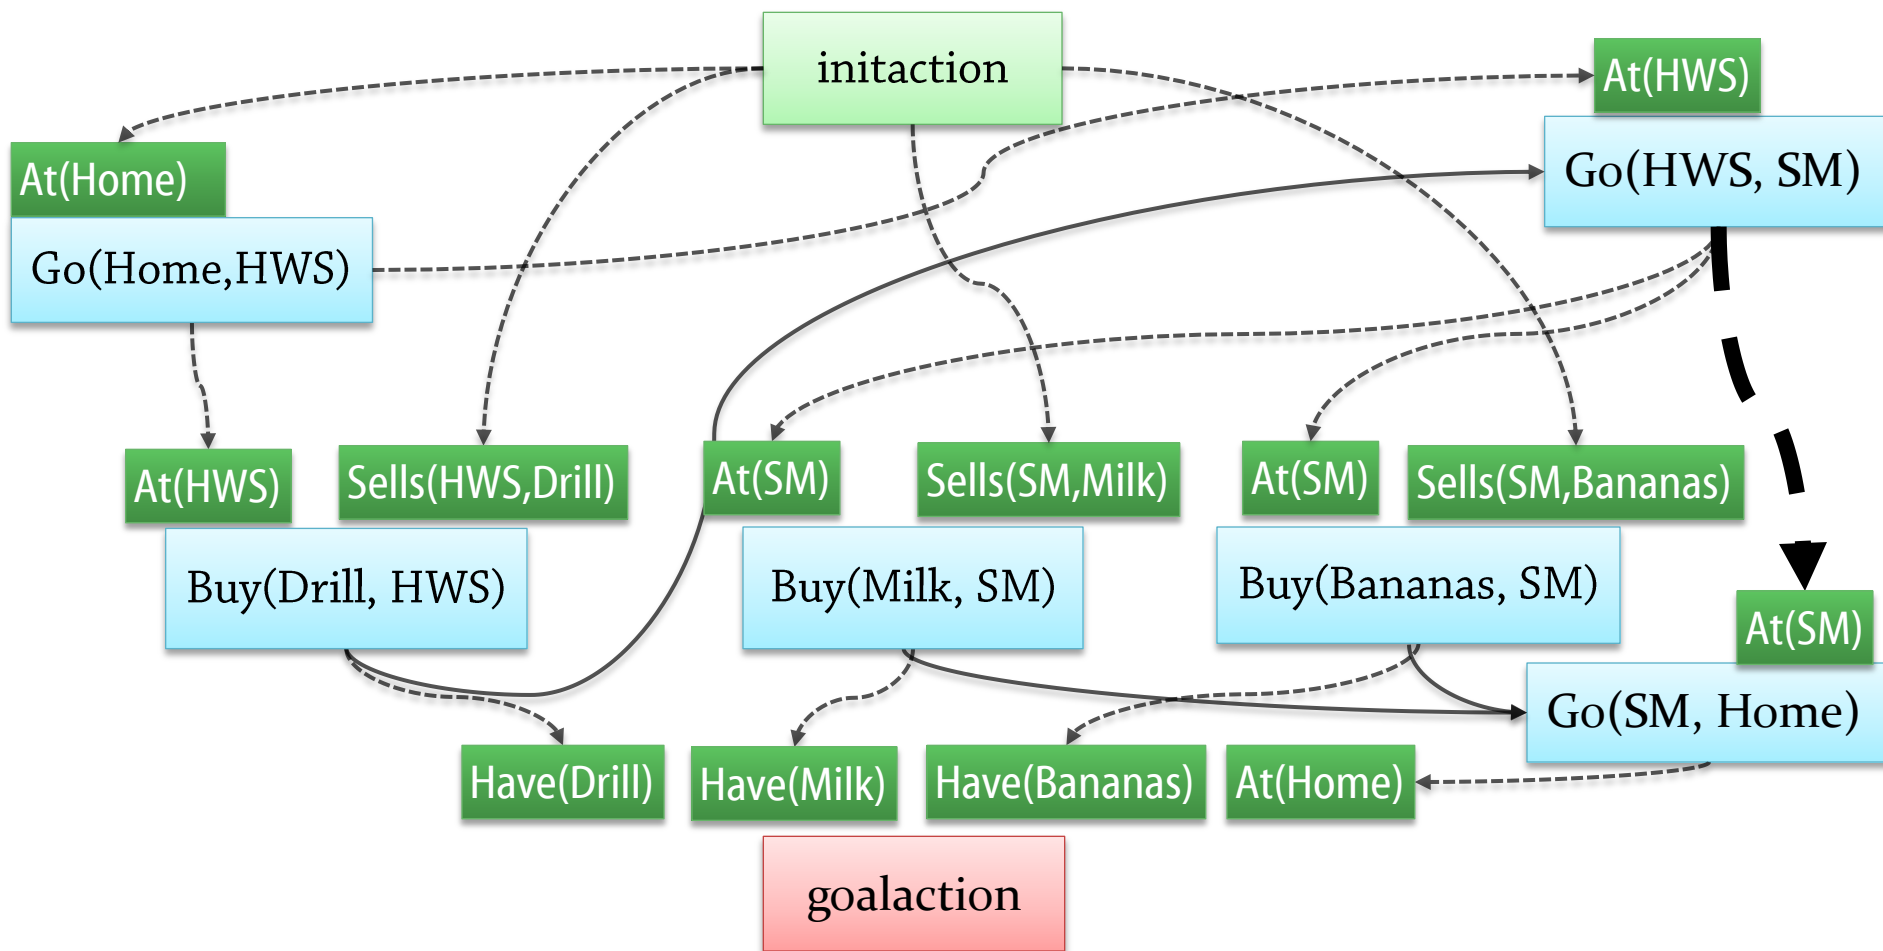 initaction
At(HWS)
Go(HWS, SM)
At(Home)
Go(Home,HWS)
At(HWS)
Sells(HWS,Drill)
At(SM)
Sells(SM,Milk)
At(SM)
Sells(SM,Bananas)
Buy(Drill, HWS)
Buy(Milk, SM)
Buy(Bananas, SM)
At(SM)
Go(SM, Home)
Have(Drill)
Have(Milk)
Have(Bananas)
At(Home)
goalaction